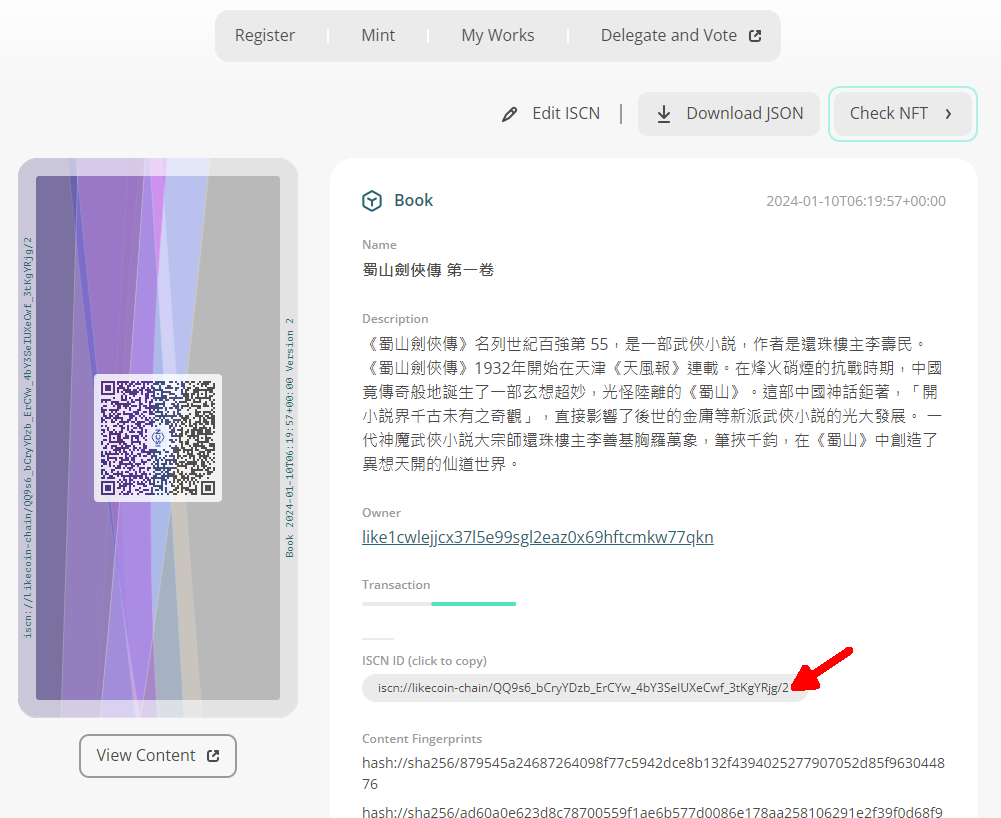 Register
Mint
My Works
Delegate and Vote
Edit ISCN
Download JSON
Check NFT
iscn://likecoin-chain/QQ9s6_bCryYDzb_ErCYw_4bY3SeIUXeCwf_3tKgYRjg/2
Book 2024-01-10T06:19:57+00:00 Version 2
View Content
Book
2024-01-10T06:19:57+00:00
Name
蜀山劍俠傳 第一卷
Description
《蜀山劍俠傳》名列世紀百強第 55，是一部武俠小説，作者是還珠樓主李壽民。
《蜀山劍俠傳》1932年開始在天津《天風報》連載。在烽火硝煙的抗戰時期，中國
竟傳奇般地誕生了一部玄想超妙，光怪陸離的《蜀山》。這部中國神話鉅著，「開
小說界千古未有之奇觀」，直接影響了後世的金庸等新派武俠小説的光大發展。 一
代神魔武俠小説大宗師還珠樓主李善基胸羅萬象，筆挾千鈞，在《蜀山》中創造了
異想天開的仙道世界。
Owner
like1cwlejjcx37l5e99sgl2eaz0x69hftcmkw77qkn
Transaction
ISCN ID (click to copy)
iscn://likecoin-chain/QQ9s6_bCryYDzb_ErCYw_4bY3SeIUXeCwf_3tKgYRjg/2
Content Fingerprints
hash://sha256/879545a24687264098f77c5942dce8b132f4394025277907052d85f9630448
76
hash://sha256/ad60a0e623d8c78700559f1ae6b577d0086e178aa258106291e2f39f0d68f9